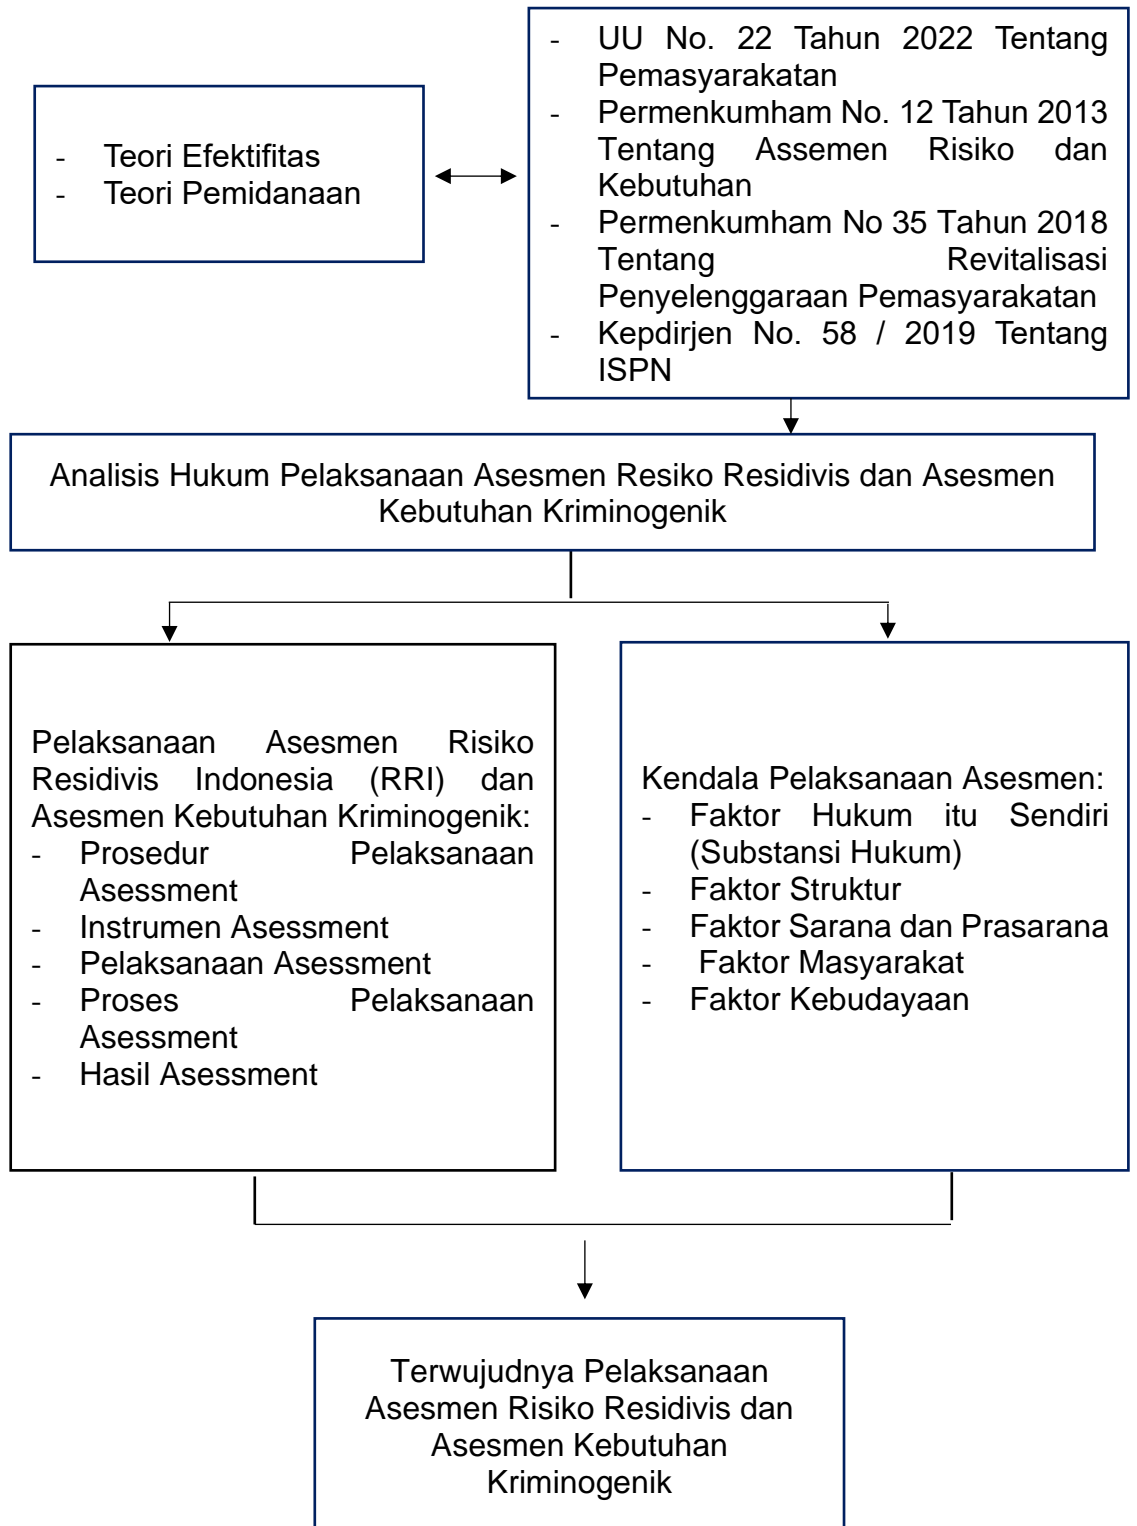 - Teori Efektifitas
- Teori Pemidanaan
- UU No. 22 Tahun 2022 Tentang
Pemasyarakatan
- Permenkumham No. 12 Tahun 2013
Tentang Assemen Risiko dan
Kebutuhan
- Permenkumham No 35 Tahun 2018
Tentang Revitalisasi
Penyelenggaraan Pemasyarakatan
- Kepdirjen No. 58 / 2019 Tentang
ISPN
Analisis Hukum Pelaksanaan Asesmen Resiko Residivis dan Asesmen
Kebutuhan Kriminogenik
Pelaksanaan Asesmen Risiko
Residivis Indonesia (RRI) dan
Asesmen Kebutuhan Kriminogenik:
- Prosedur Pelaksanaan
Asessment
- Instrumen Asessment
- Pelaksanaan Asessment
- Proses Pelaksanaan
Asessment
- Hasil Asessment
Kendala Pelaksanaan Asesmen:
- Faktor Hukum itu Sendiri
(Substansi Hukum)
- Faktor Struktur
- Faktor Sarana dan Prasarana
- Faktor Masyarakat
- Faktor Kebudayaan
Terwujudnya Pelaksanaan
Asesmen Risiko Residivis dan
Asesmen Kebutuhan
Kriminogenik